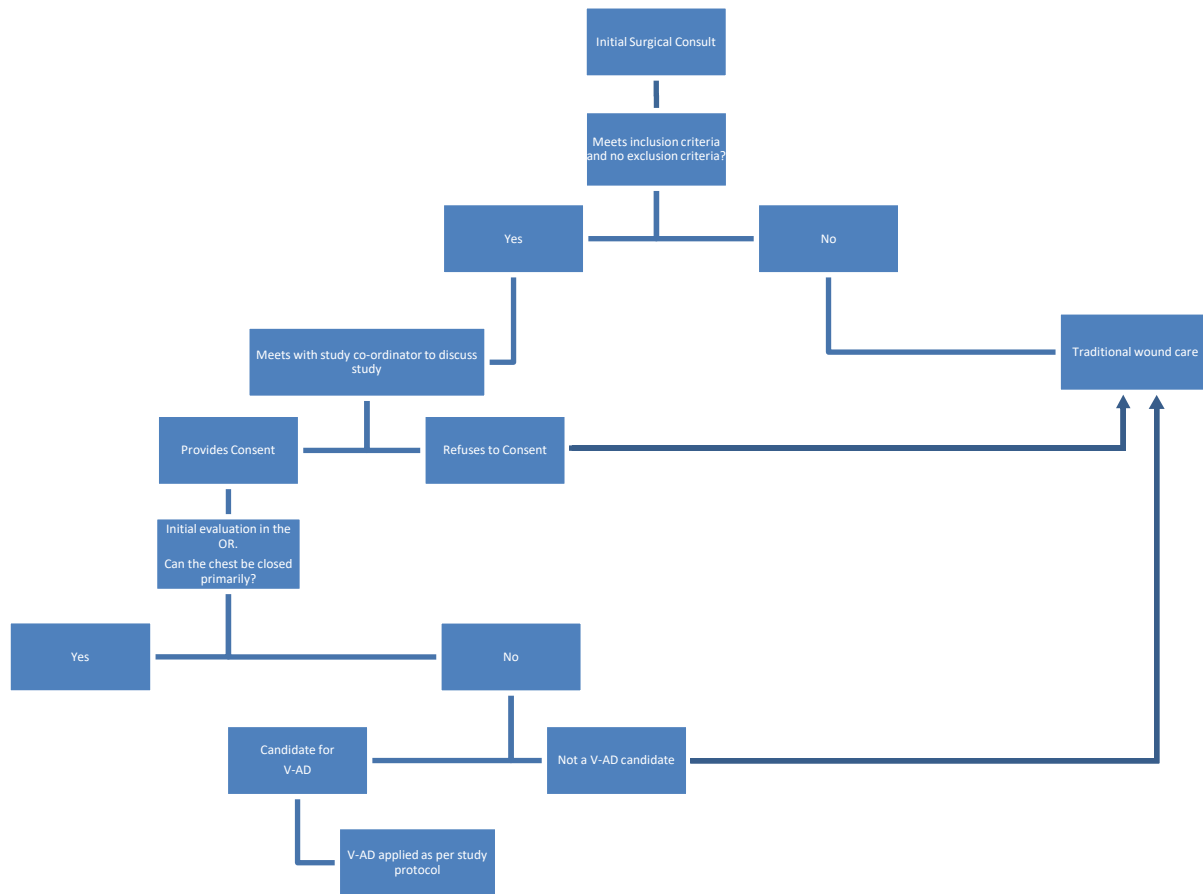 Initial Surgical Consult
Meets inclusion criteria
and no exclusion criteria?
Yes
No
Meets with study co-ordinator to discuss
study
Traditional wound care
Provides Consent
Refuses to Consent
Initial evaluation in the
OR.
Can the chest be closed
primarily?
Yes
No
Candidate for
V-AD
Not a V-AD candidate
V-AD applied as per study
protocol